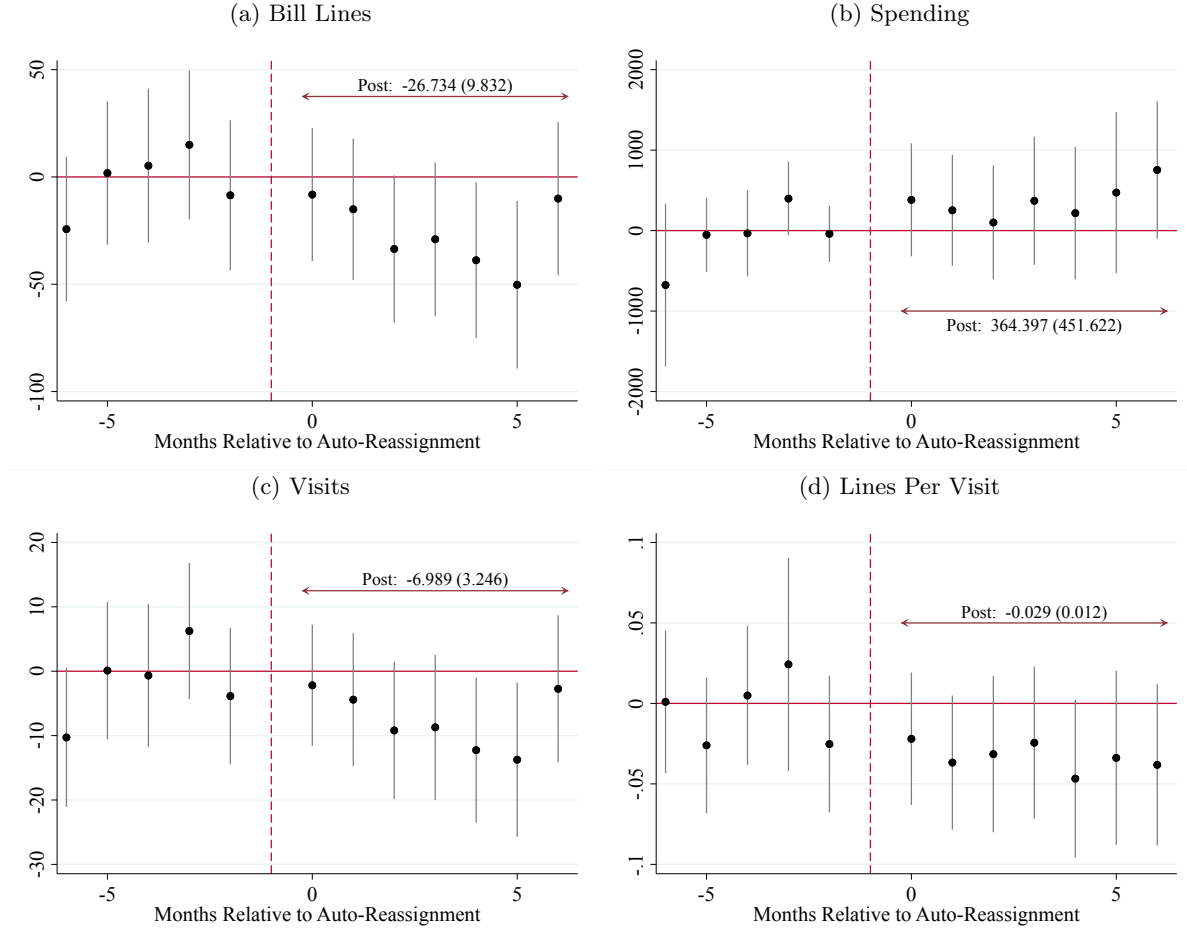 (a) Bill Lines
50
0
-50
-100
Post: -26.734 (9.832)
-5
0
5
Months Relative to Auto-Reassignment
(b) Spending
2000
1000
0
-1000
-2000
Post: 364.397 (451.622)
-5
0
5
Months Relative to Auto-Reassignment
(c) Visits
20
10
0
-10
-20
-30
Post: -6.989 (3.246)
-5
0
5
Months Relative to Auto-Reassignment
(d) Lines Per Visit
.1
.05
0
-.05
-.1
Post: -0.029 (0.012)
-5
0
5
Months Relative to Auto-Reassignment